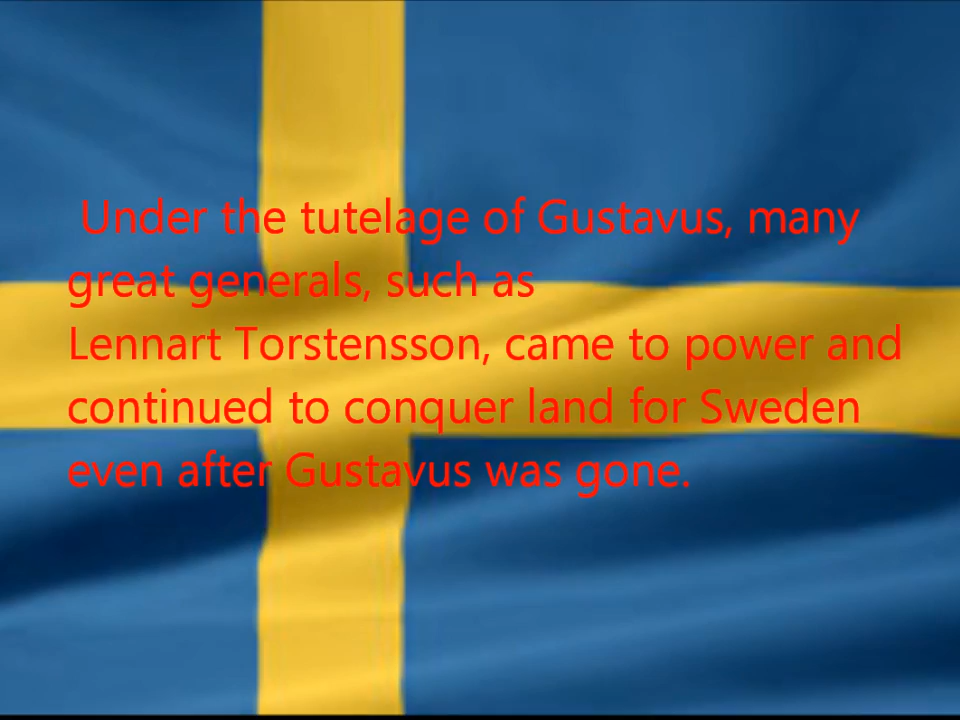 Under the tutelage of Gustavus, many
great generals, such as
Lennart Torstensson, came to power and
continued to conquer land for Sweden
even after Gustavus was gone.